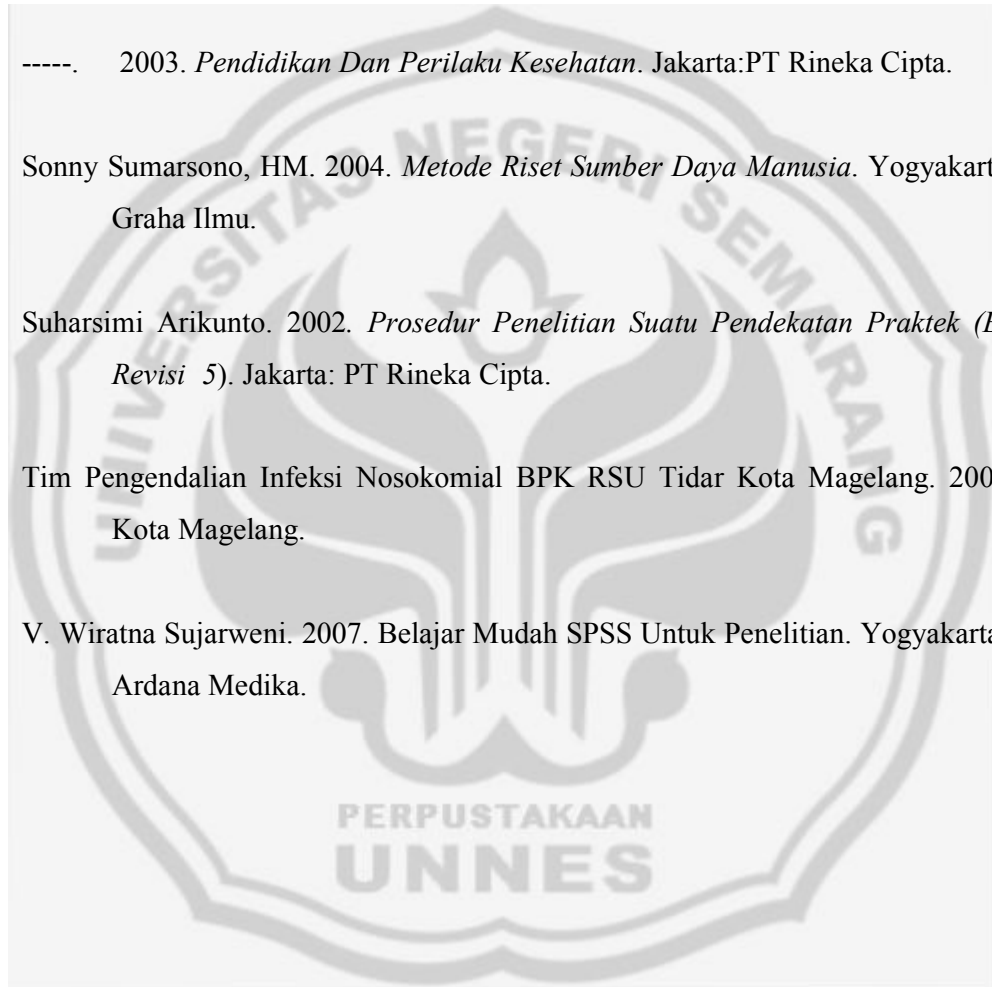 -----. 2003. Pendidikan Dan Perilaku Kesehatan. Jakarta:PT Rineka Cipta.
Sonny Sumarsono, HM. 2004. Metode Riset Sumber Daya Manusia. Yogyakart
Graha Ilmu.
Suharsimi Arikunto. 2002. Prosedur Penelitian Suatu Pendekatan Praktek (E
Revisi 5). Jakarta: PT Rineka Cipta.
Tim Pengendalian Infeksi Nosokomial BPK RSU Tidar Kota Magelang. 200
Kota Magelang.
V. Wiratna Sujarweni. 2007. Belajar Mudah SPSS Untuk Penelitian. Yogyakarta
Ardana Medika.
UNIVERSITAS NEGERI SEMARANG
PERPUSTAKAAN
UNNES